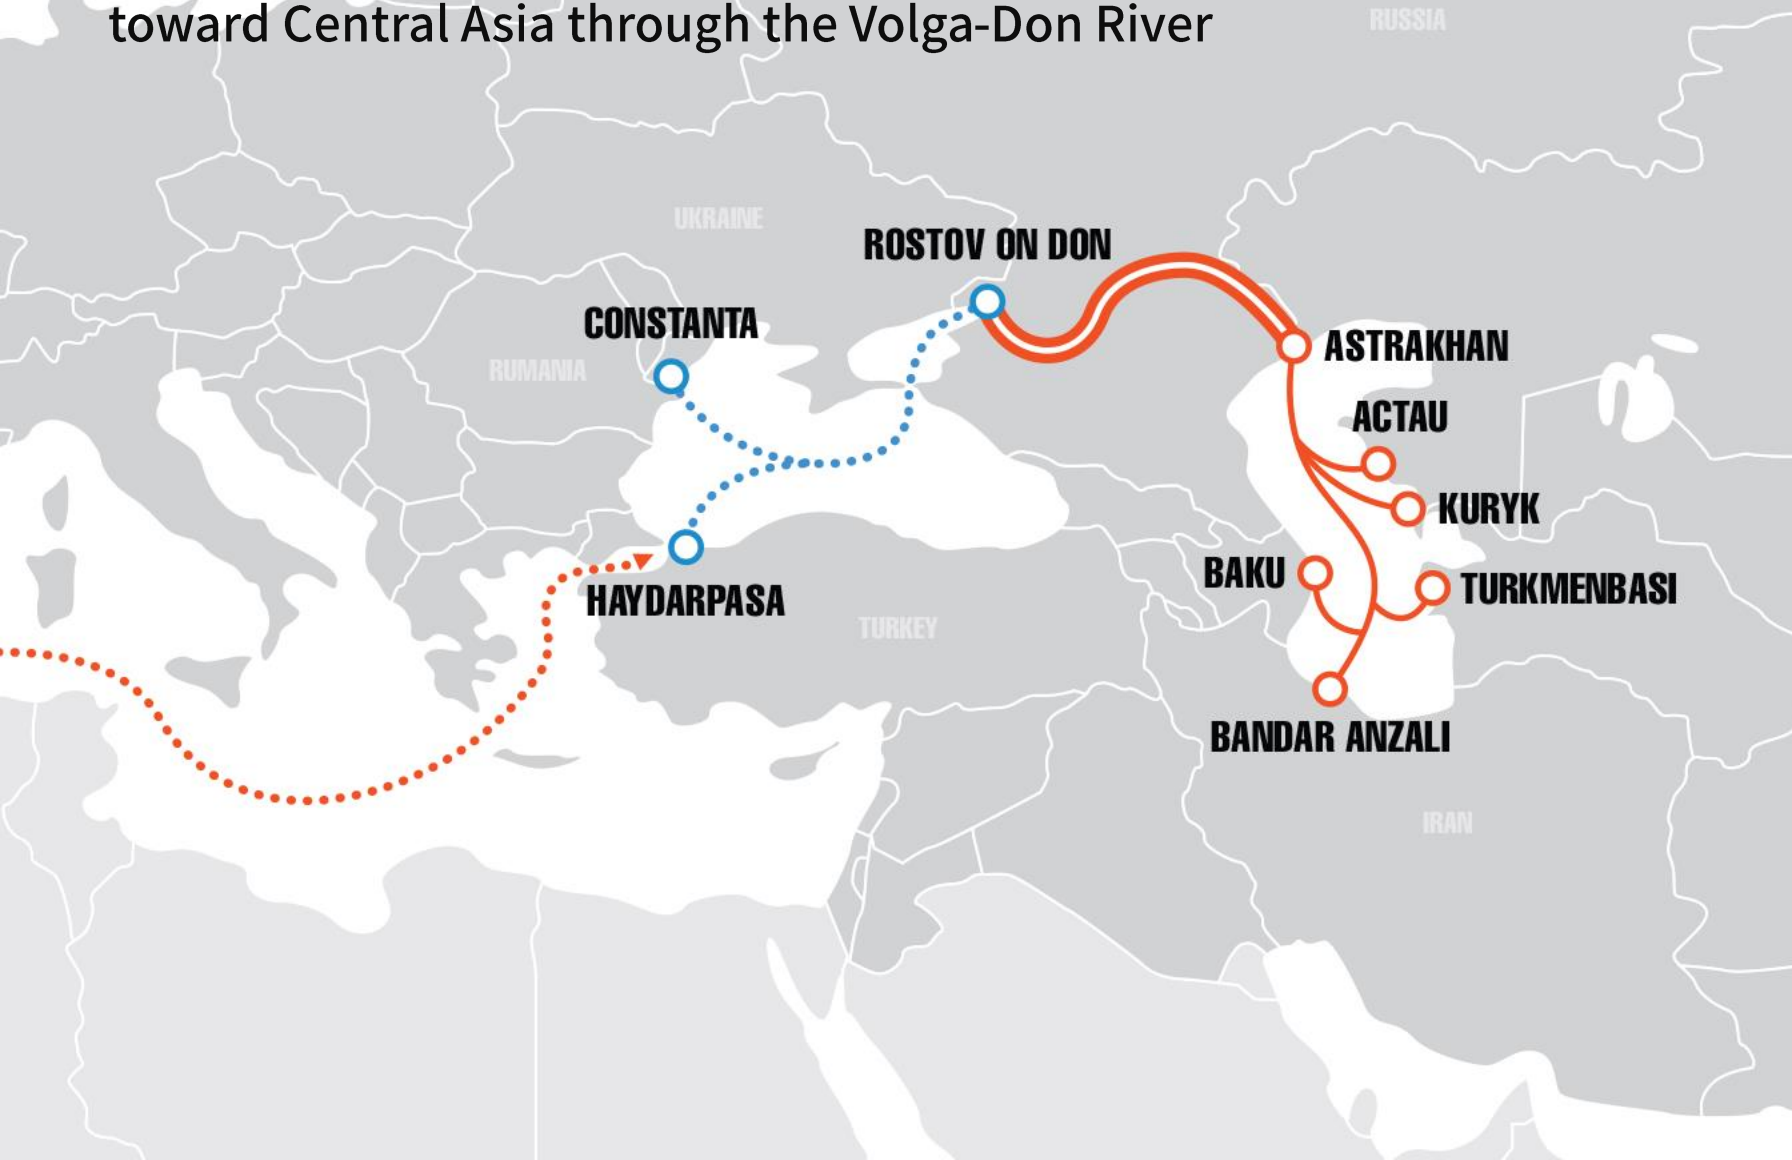 toward Central Asia through the Volga-Don River
RUSSIA
UKRAINE
ROSTOV ON DON
CONSTANTA
ASTRAKHAN
RUMANIA
ACTAU
KURYK
BAKU
TURKMENBASI
HAYDARPASA
TURKEY
BANDAR ANZALI
IRAN